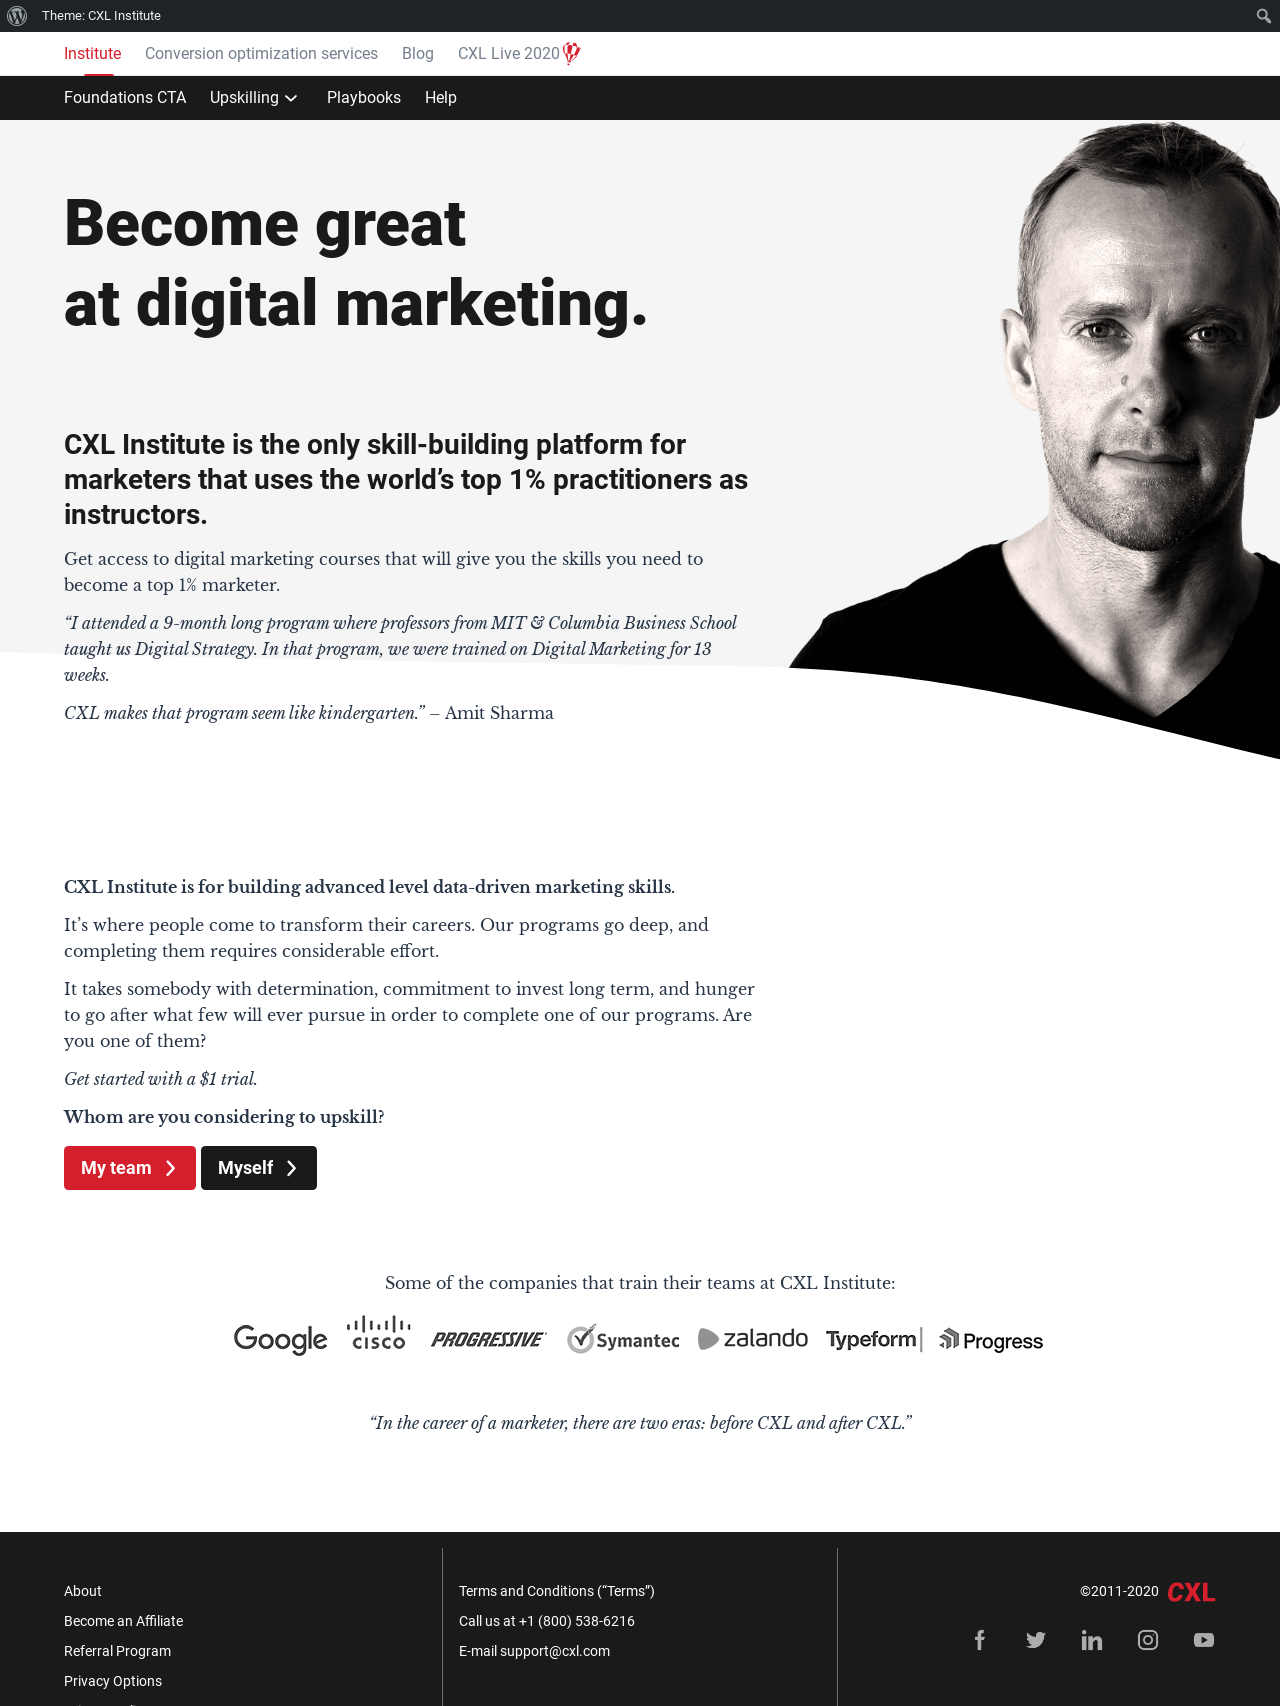 Theme: CXL Institute
Institute Conversion optimization services Blog CXL Live 2020
Foundations CTA Upskilling Playbooks Help
Become great
at digital marketing.
CXL Institute is the only skill-building platform for
marketers that uses the world’s top 1% practitioners as
instructors.
Get access to digital marketing courses that will give you the skills you need to
become a top 1% marketer.
“I attended a 9-month long program where professors from MIT & Columbia Business School
taught us Digital Strategy. In that program, we were trained on Digital Marketing for 13
weeks.
CXL makes that program seem like kindergarten.” – Amit Sharma
CXL Institute is for building advanced level data-driven marketing skills.
It’s where people come to transform their careers. Our programs go deep, and
completing them requires considerable effort.
It takes somebody with determination, commitment to invest long term, and hunger
to go after what few will ever pursue in order to complete one of our programs. Are
you one of them?
Get started with a $1 trial.
Whom are you considering to upskill?
My team Myself
Some of the companies that train their teams at CXL Institute:
Google cisco PROGRESSIVE Symantec zalando Typeform Progress
“In the career of a marketer, there are two eras: before CXL and after CXL.”
About
Become an Affiliate
Referral Program
Privacy Options
Terms and Conditions (“Terms”)
Call us at +1 (800) 538-6216
E-mail support@cxl.com
©2011-2020 CXL